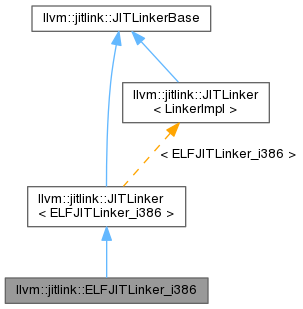 llvm::jitlink::JITLinkerBase
llvm::jitlink::JITLinker
< LinkerImpl >
< ELFJITLinker_i386 >
llvm::jitlink::JITLinker
< ELFJITLinker_i386 >
llvm::jitlink::ELFJITLinker_i386